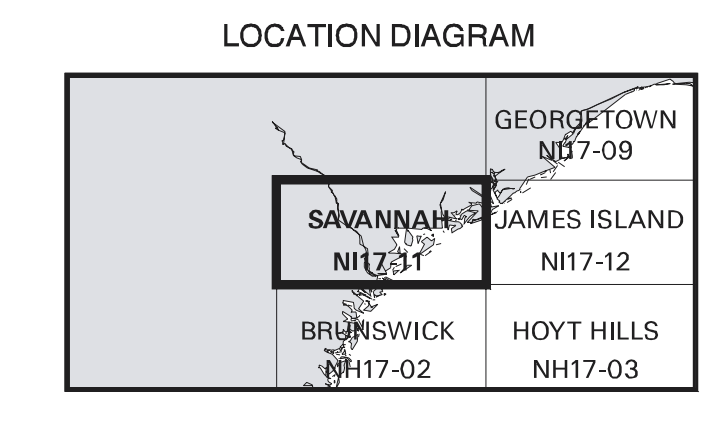 LOCATION DIAGRAM
GEORGETOWN
NI17-09
SAVANNAH
NI17-11
JAMES ISLAND
NI17-12
BRUNSWICK
NH17-02
HOYT HILLS
NH17-03